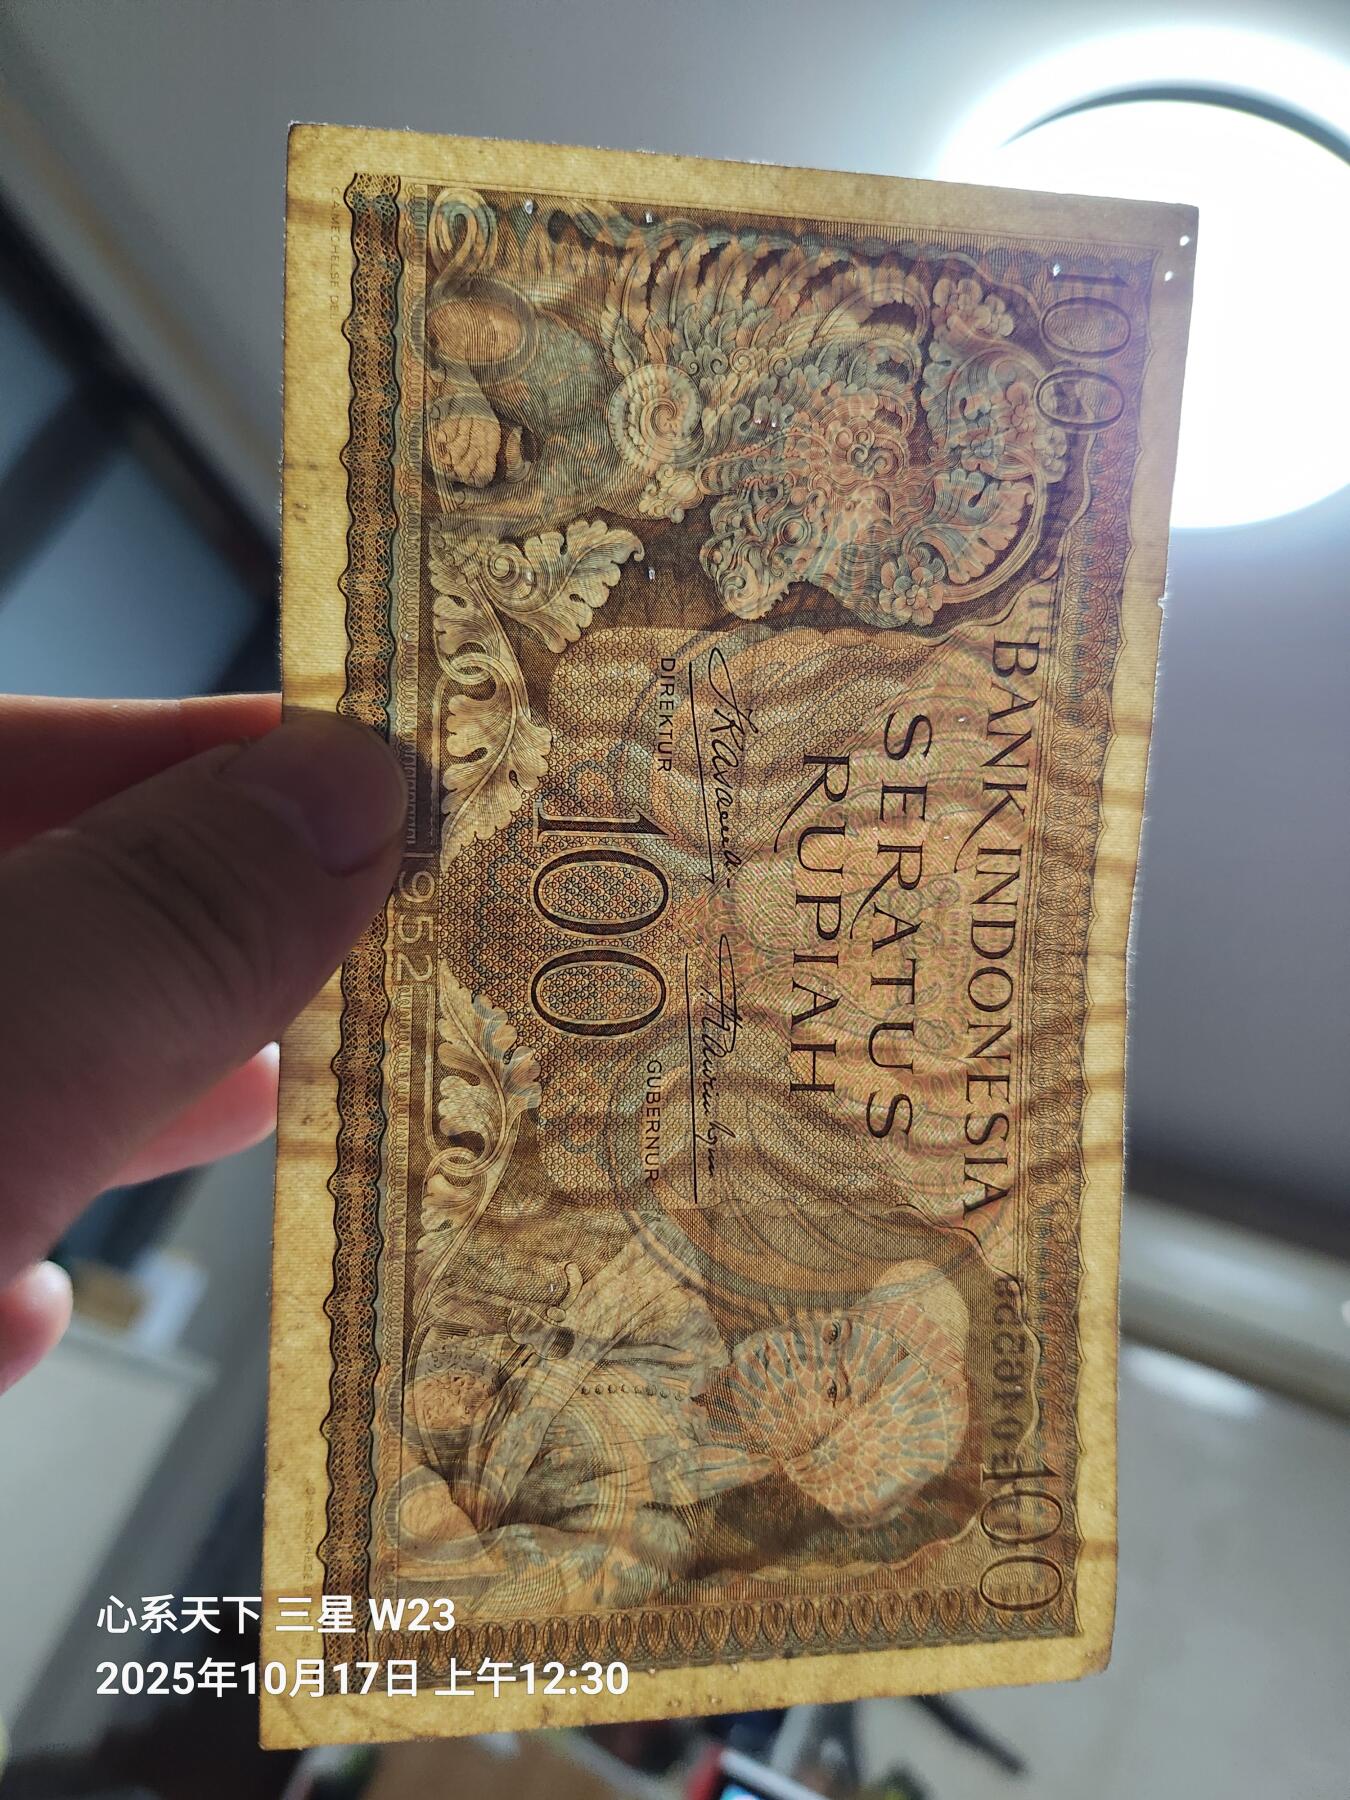 100
BANK INDONESIA
100
SERATUS
RUPIAH
DIREKTUR
GUBERNUR
100
1952
心系天下 三星 W23
2025年10月17日 上午12:30